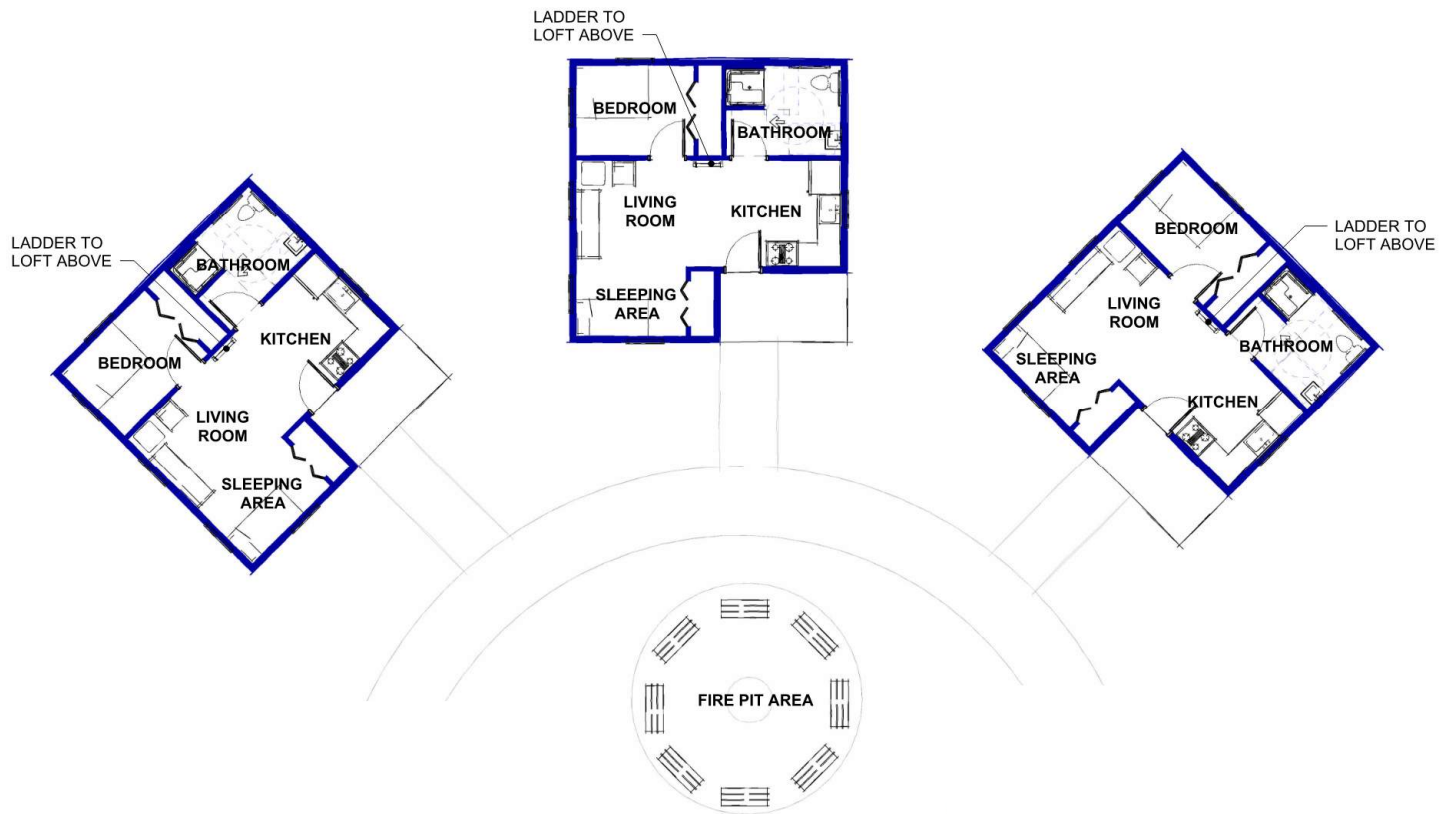 LADDER TO
LOFT ABOVE
BEDROOM
BATHROOM
LIVING
ROOM
KITCHEN
SLEEPING
AREA
LADDER TO
LOFT ABOVE
BATHROOM
KITCHEN
BEDROOM
LIVING
ROOM
SLEEPING
AREA
BEDROOM
LADDER TO
LOFT ABOVE
LIVING
ROOM
SLEEPING
AREA
BATHROOM
KITCHEN
FIRE PIT AREA